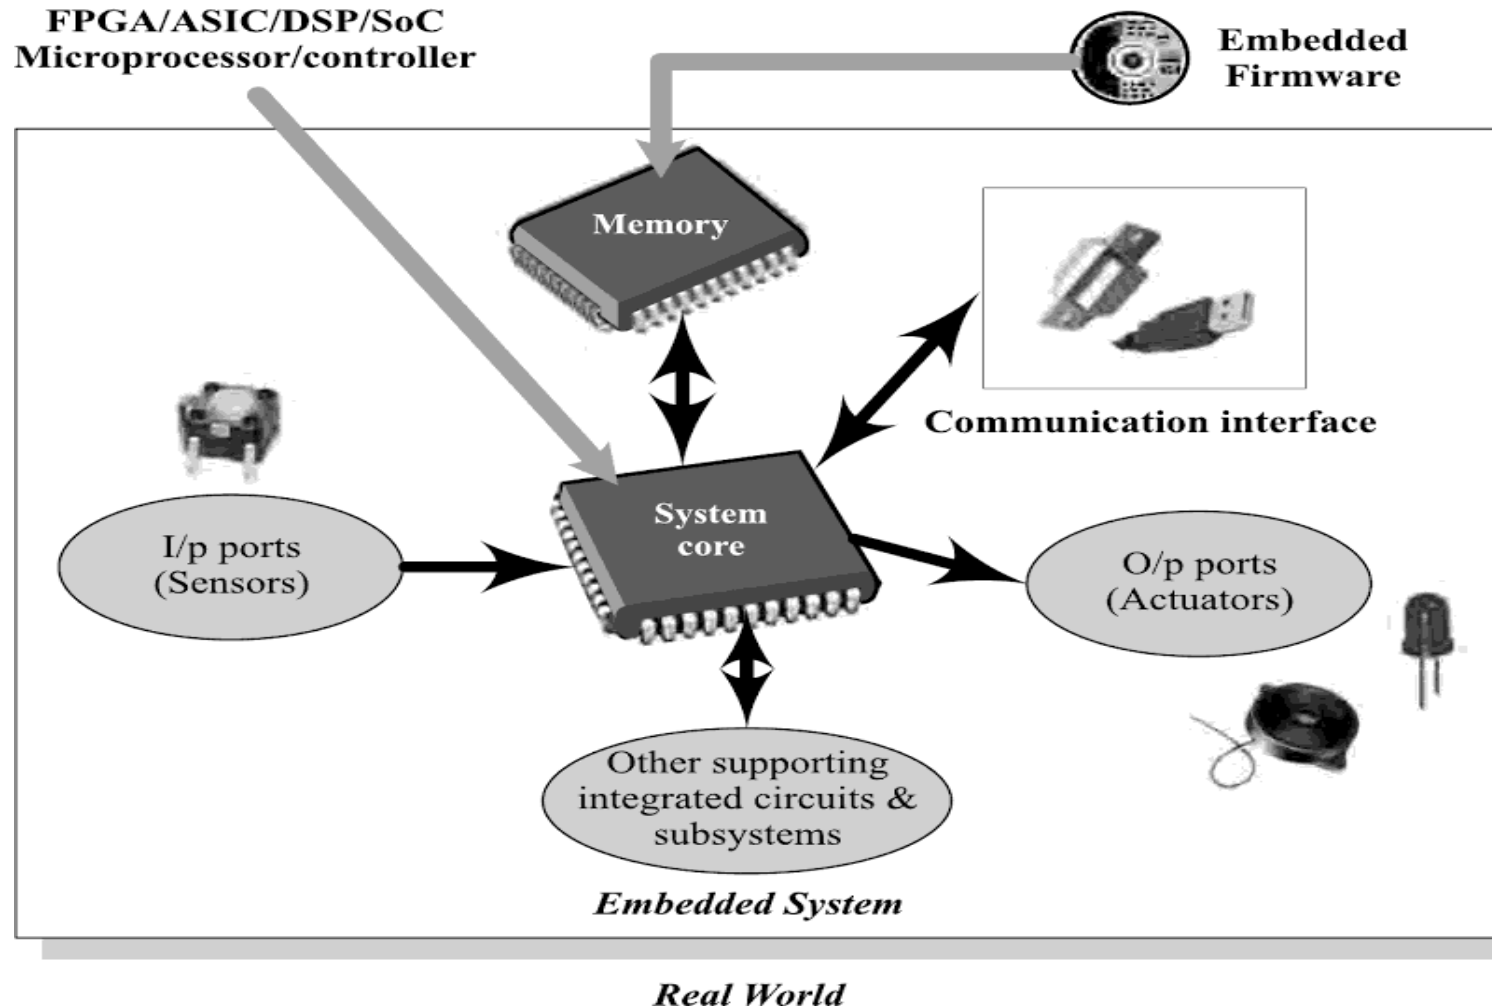 FPGA/ASIC/DSP/SoC
Microprocessor/controller
Embedded
Firmware
Memory
Communication interface
System
core
I/p ports
(Sensors)
O/p ports
(Actuators)
Other supporting
integrated circuits &
subsystems
Embedded System
Real World